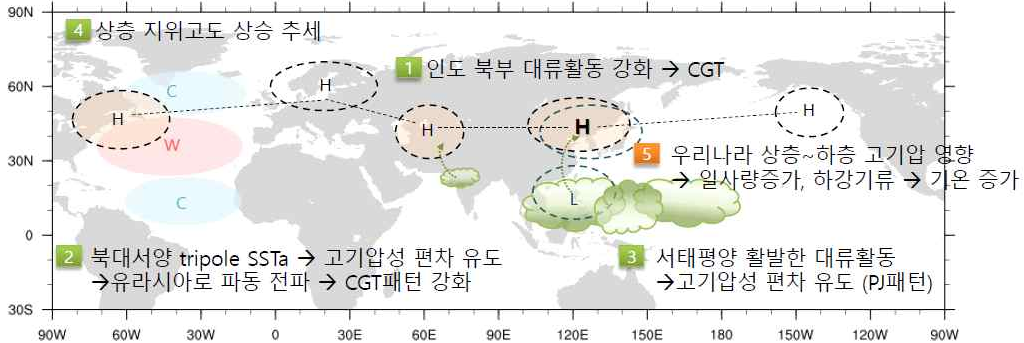 90N
4 상층 지위고도 상승 추세
1 인도 북부 대류활동 강화 → CGT
60N
C
H
H
H
H
H
W
30N
5 우리나라 상층~하층 고기압 영향
→ 일사량증가, 하강기류 → 기온 증가
C
L
0
2 북대서양 tripole SSTa → 고기압성 편차 유도
→유라시아로 파동 전파 → CGT패턴 강화
3 서태평양 활발한 대류활동
→고기압성 편차 유도 (PJ패턴)
30S
90W 60W 30W 0 30E 60E 90E 120E 150E 180 150W 120W 90W